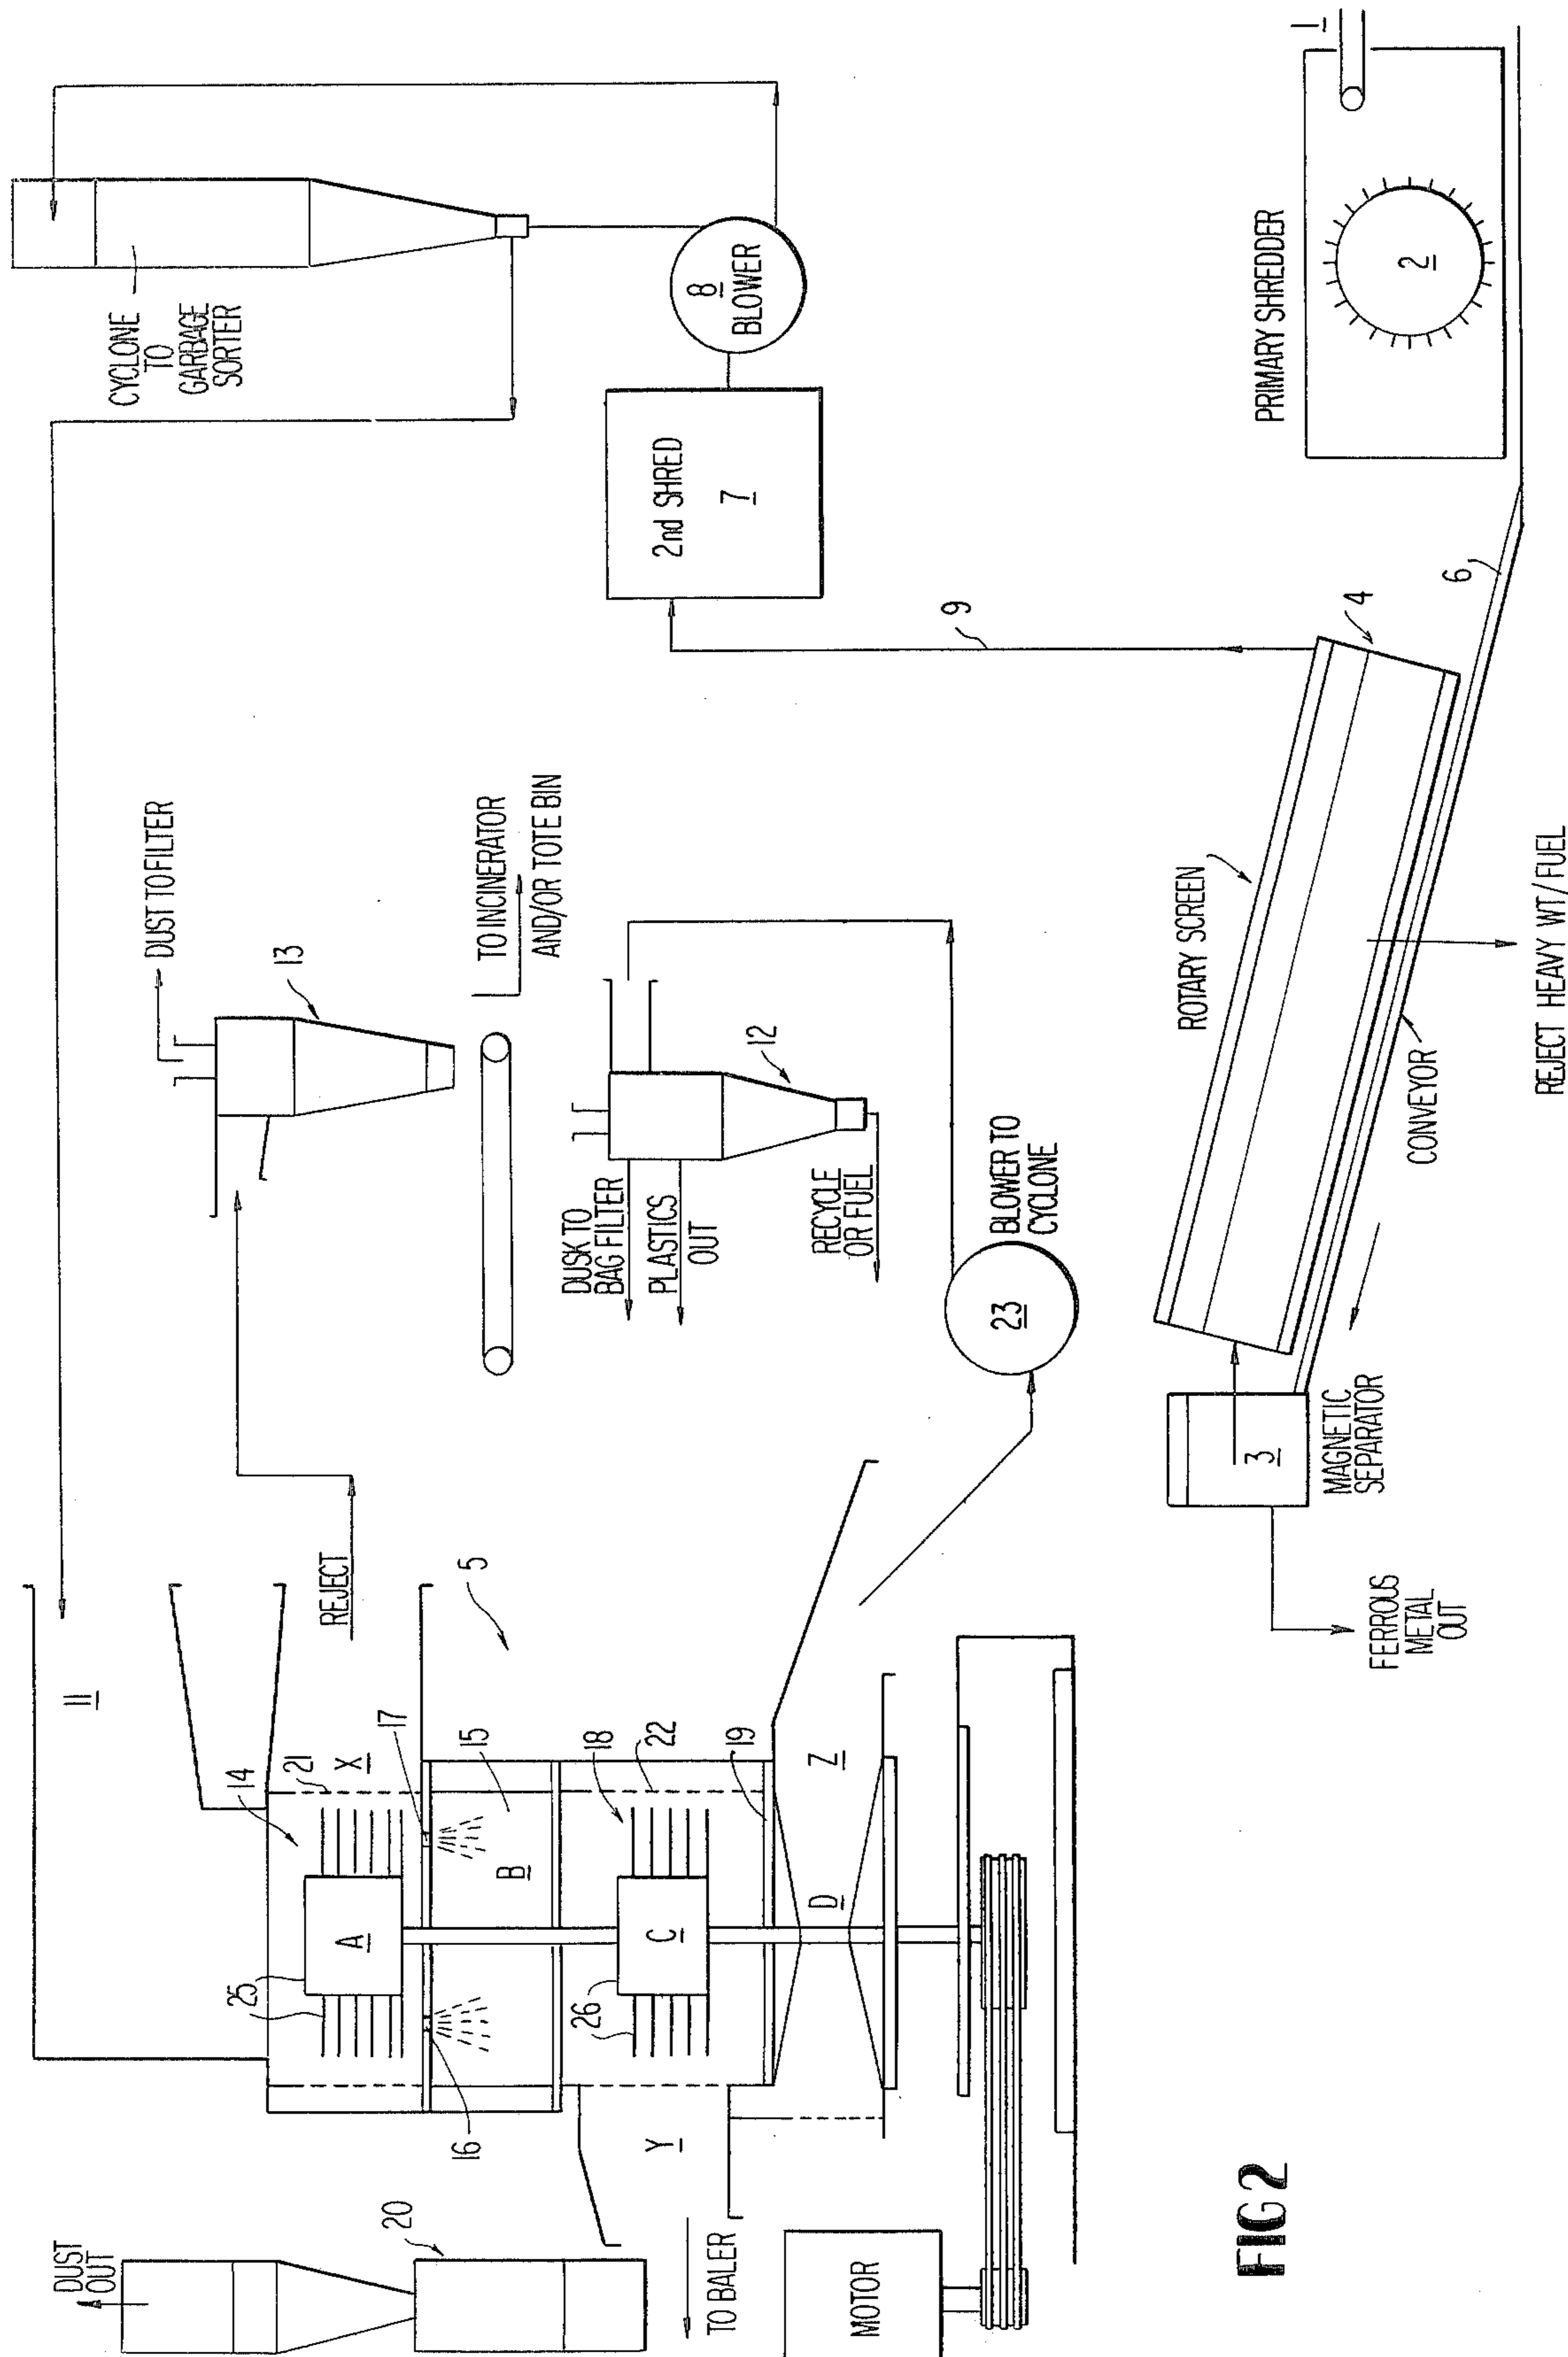 DUST
OUT
20
TO BALER
MOTOR
FIG 2
11
14
21
X
25
A
17
16
15
B
5
18
22
26
C
19
Y
Z
D
REJECT
DUST TO FILTER
13
TO INCINERATOR
AND/OR TOTE BIN
DUSK TO
BAG FILTER
PLASTICS
OUT
12
RECYCLE
OR FUEL
23
BLOWER TO
CYCLONE
CYCLONE
TO
GARBAGE
SORTER
8
BLOWER
2nd SHRED
7
9
ROTARY SCREEN
4
6
CONVEYOR
REJECT HEAVY WT/FUEL
3
MAGNETIC
SEPARATOR
FERROUS
METAL
OUT
PRIMARY SHREDDER
2
1